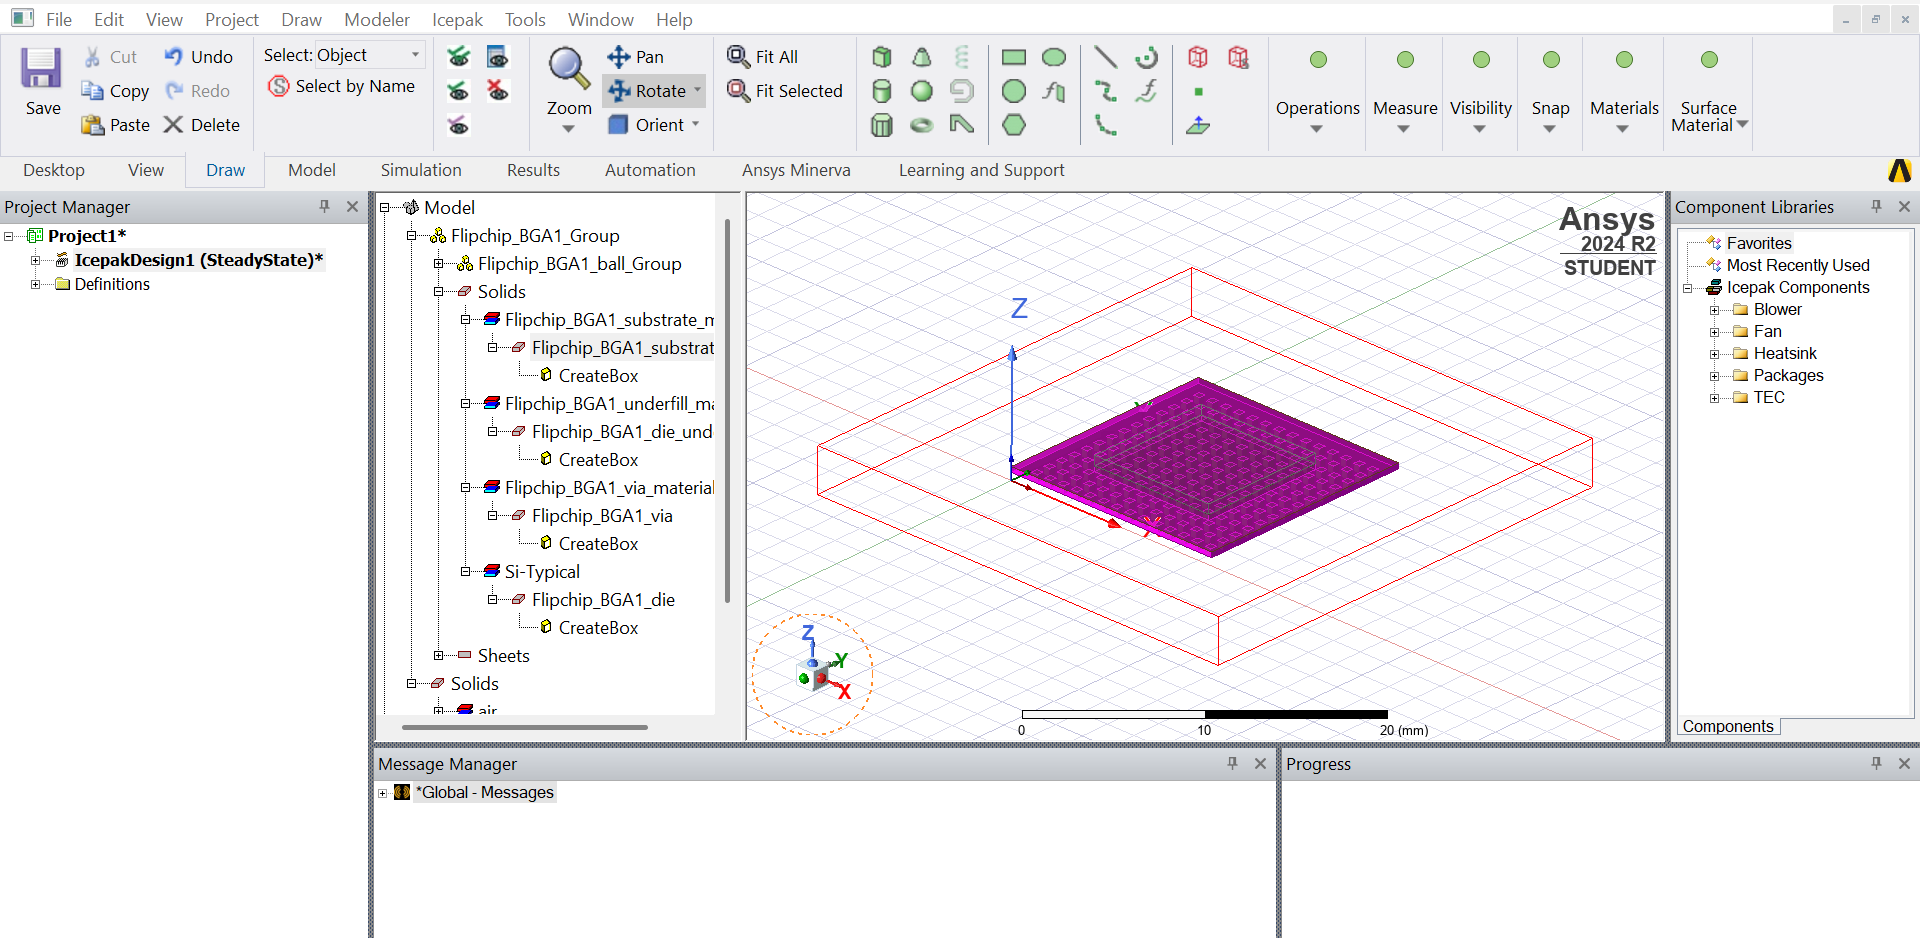 File Edit View Project Draw Modeler Icepak Tools Window Help
Save
Cut
Copy
Paste
Undo
Redo
Delete
Select: Object
Select by Name
Zoom
Pan
Rotate
Orient
Fit All
Fit Selected
Operations
Measure
Visibility
Snap
Materials
Surface
Material
Desktop View Draw Model Simulation Results Automation Ansys Minerva Learning and Support
Project Manager
Project1*
IcepakDesign1 (SteadyState)*
Definitions
Model
Flipchip_BGA1_Group
Flipchip_BGA1_ball_Group
Solids
Flipchip_BGA1_substrate_m
Flipchip_BGA1_substrat
CreateBox
Flipchip_BGA1_underfill_ma
Flipchip_BGA1_die_und
CreateBox
Flipchip_BGA1_via_material
Flipchip_BGA1_via
CreateBox
Si-Typical
Flipchip_BGA1_die
CreateBox
Sheets
Solids
air
Ansys
2024 R2
STUDENT
Z
Z
Y
X
0 10 20 (mm)
Component Libraries
Favorites
Most Recently Used
Icepak Components
Blower
Fan
Heatsink
Packages
TEC
Components
Message Manager
*Global - Messages
Progress